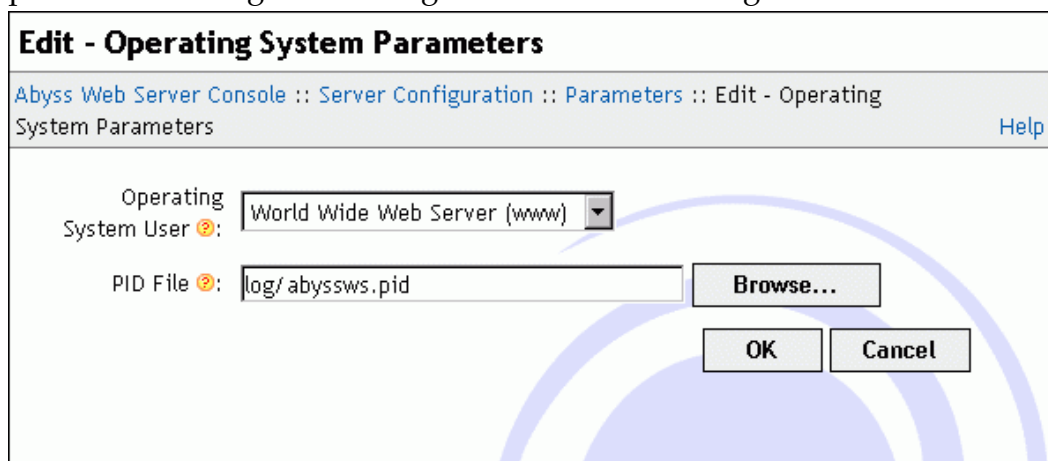 Edit - Operating System Parameters
Abyss Web Server Console :: Server Configuration :: Parameters :: Edit - Operating
System Parameters
Help
Operating
System User ?:
World Wide Web Server (www)
PID File ?:
log/abyssws.pid
Browse...
OK
Cancel